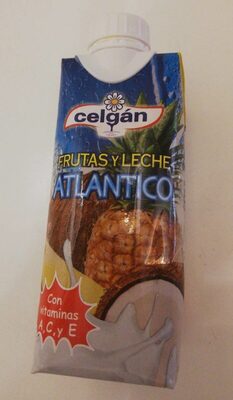 celgán
FRUTAS Y LECHE
ATLANTICO
Con
vitaminas
A, C, y E